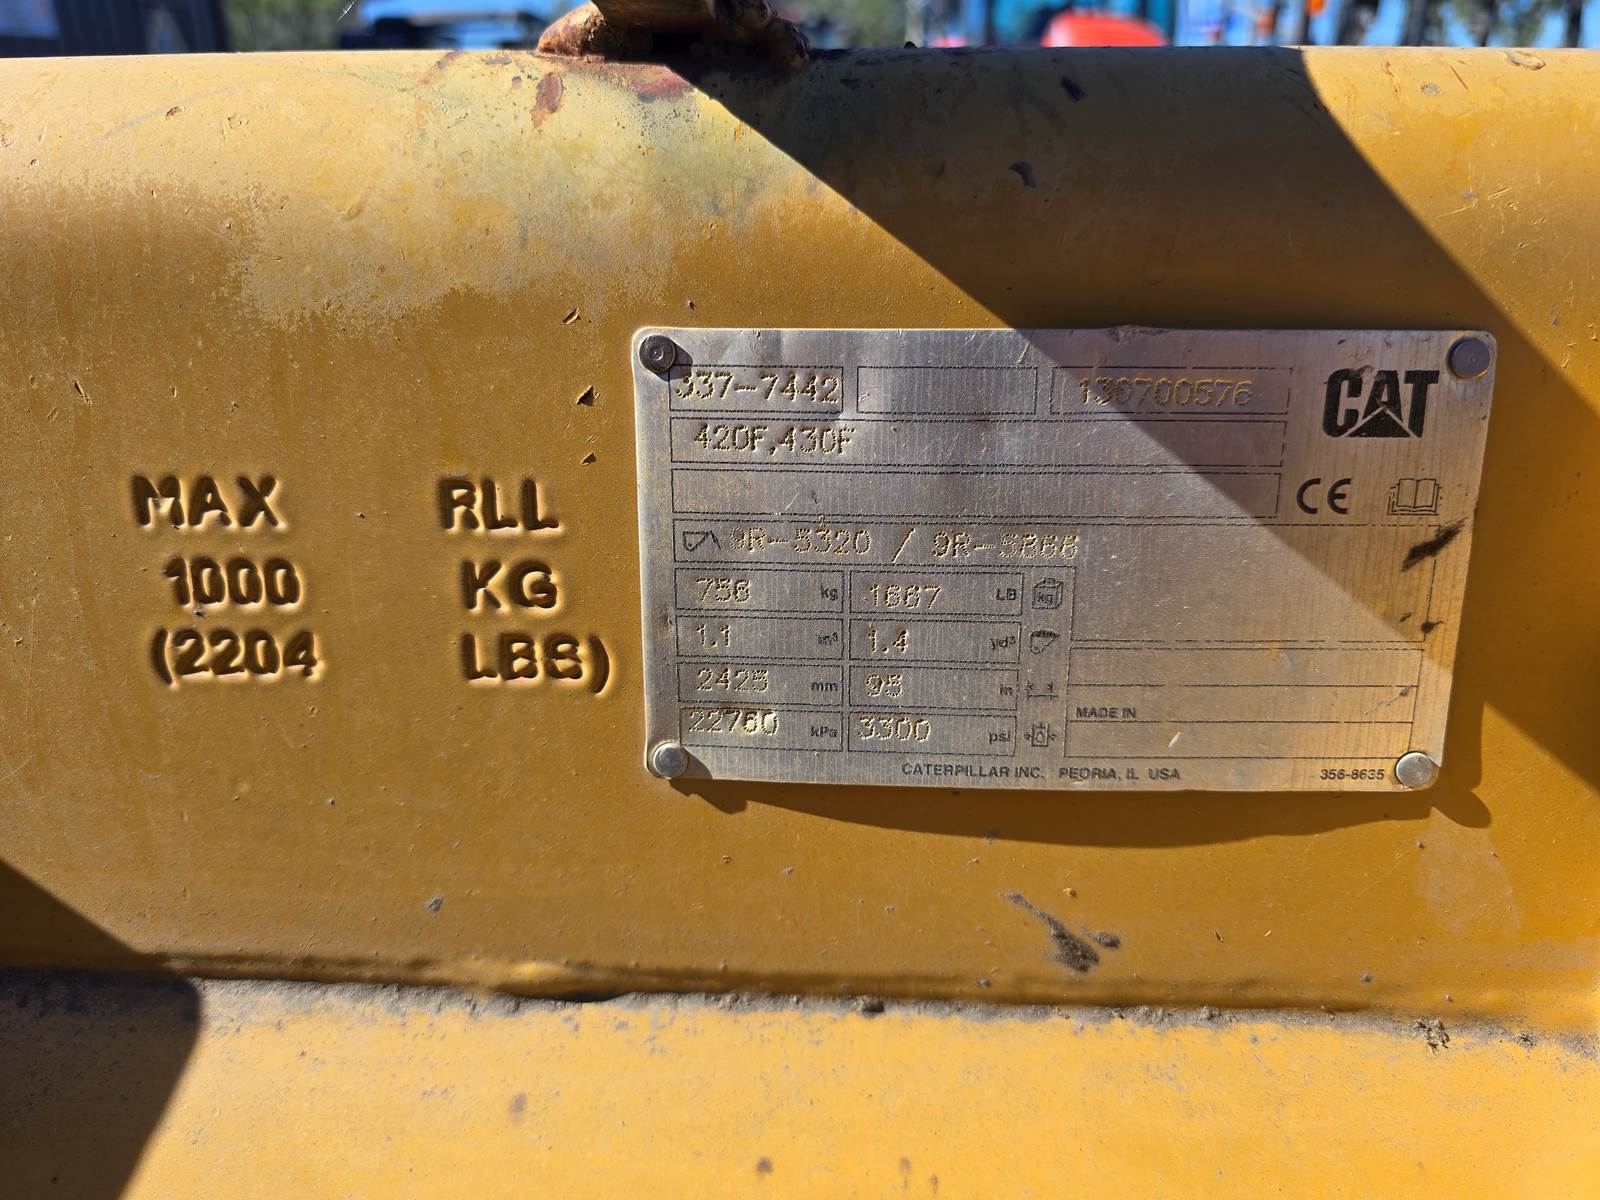 MAX RLL
1000 KG
(2204 LBS)
337-7442 130700576
CAT
420F,430F
CE
9R-5320 / 9R-5866
756 kg 1667 LB kg
1.1 m³ 1.4 yd³
2425 mm 95 in
MADE IN
22760 kPa 3300 psi
CATERPILLAR INC. PEORIA, IL USA 356-8635